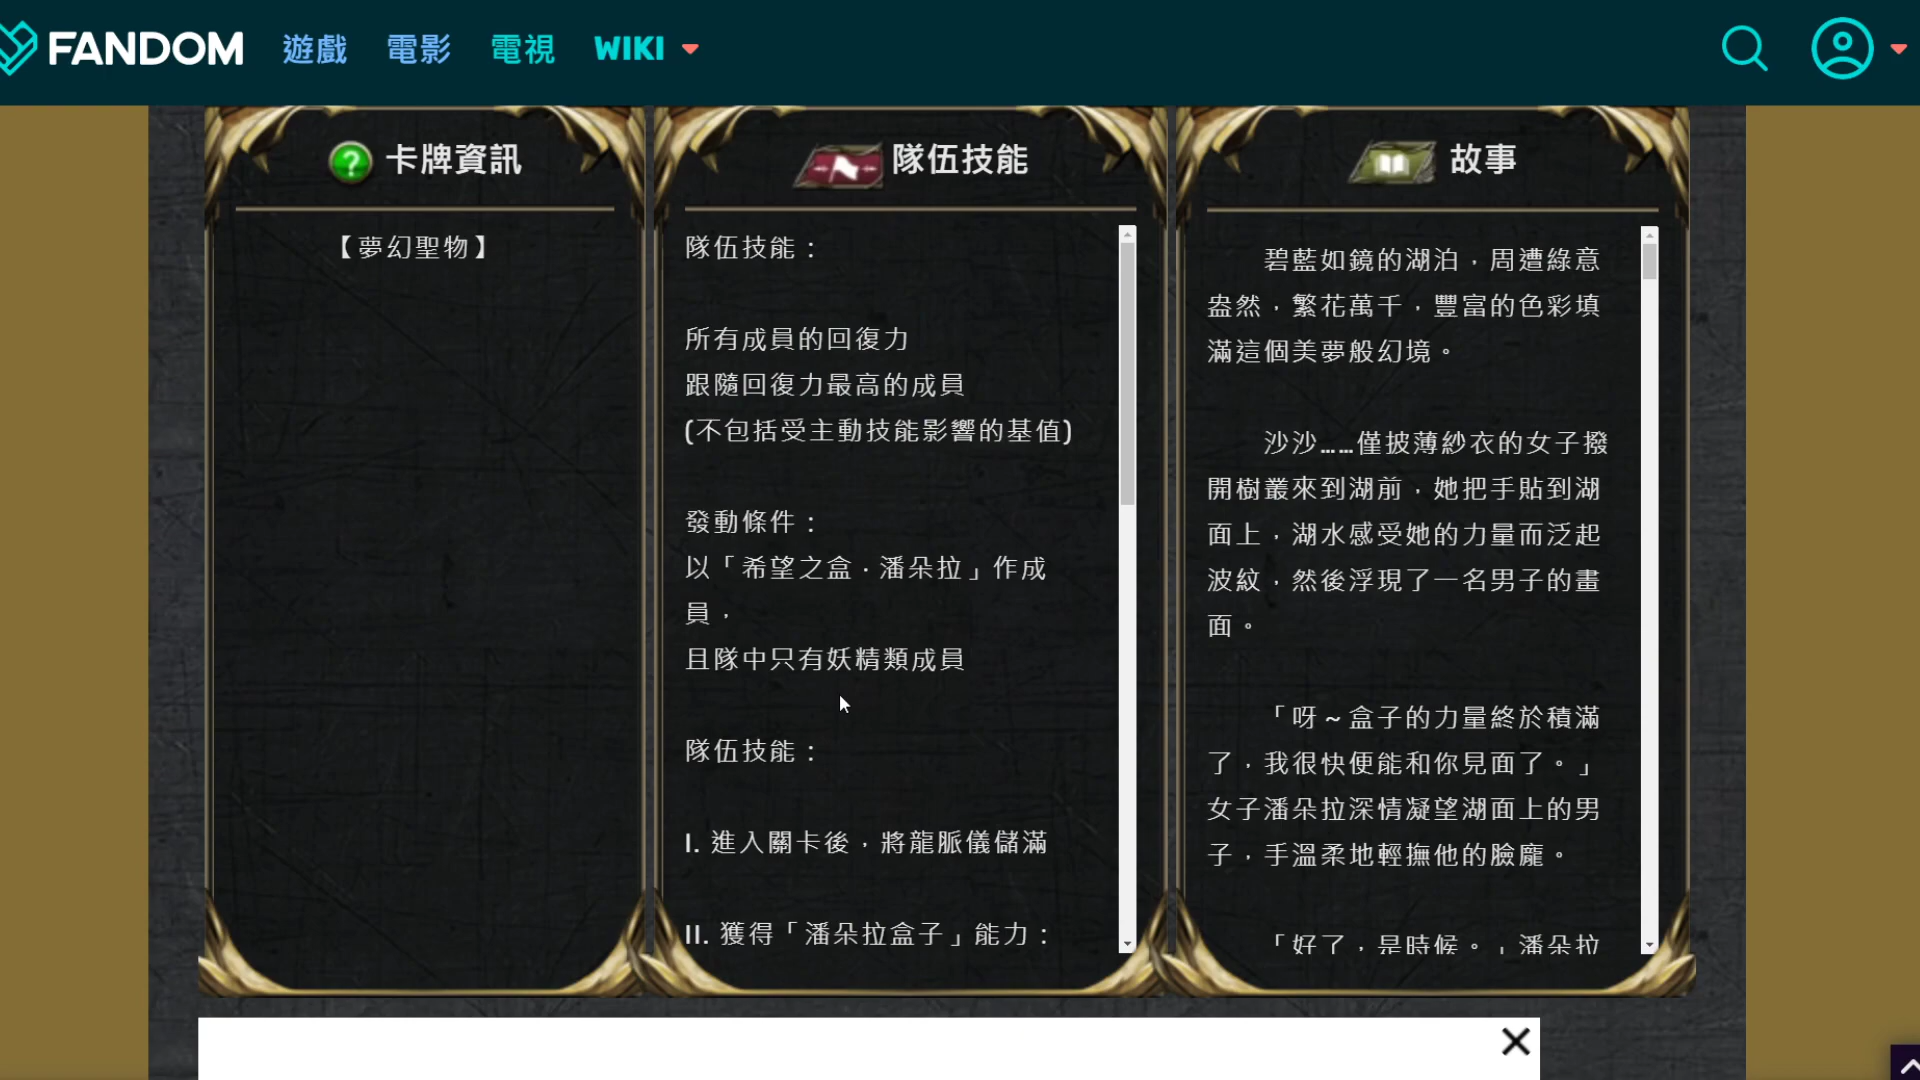 FANDOM 遊戲 電影 電視 WIKI
卡牌資訊
【夢幻聖物】
隊伍技能
隊伍技能：
所有成員的回復力
跟隨回復力最高的成員
(不包括受主動技能影響的基值)
發動條件：
以「希望之盒．潘朵拉」作成
員，
且隊中只有妖精類成員
隊伍技能：
I. 進入關卡後，將龍脈儀儲滿
II. 獲得「潘朵拉盒子」能力：
故事
碧藍如鏡的湖泊，周遭綠意
盎然，繁花萬千，豐富的色彩填
滿這個美夢般幻境。
沙沙……僅披薄紗衣的女子撥
開樹叢來到湖前，她把手貼到湖
面上，湖水感受她的力量而泛起
波紋，然後浮現了一名男子的畫
面。
「呀～盒子的力量終於積滿
了，我很快便能和你見面了。」
女子潘朵拉深情凝望湖面上的男
子，手溫柔地輕撫他的臉龐。
「好了，是時候。」潘朵拉